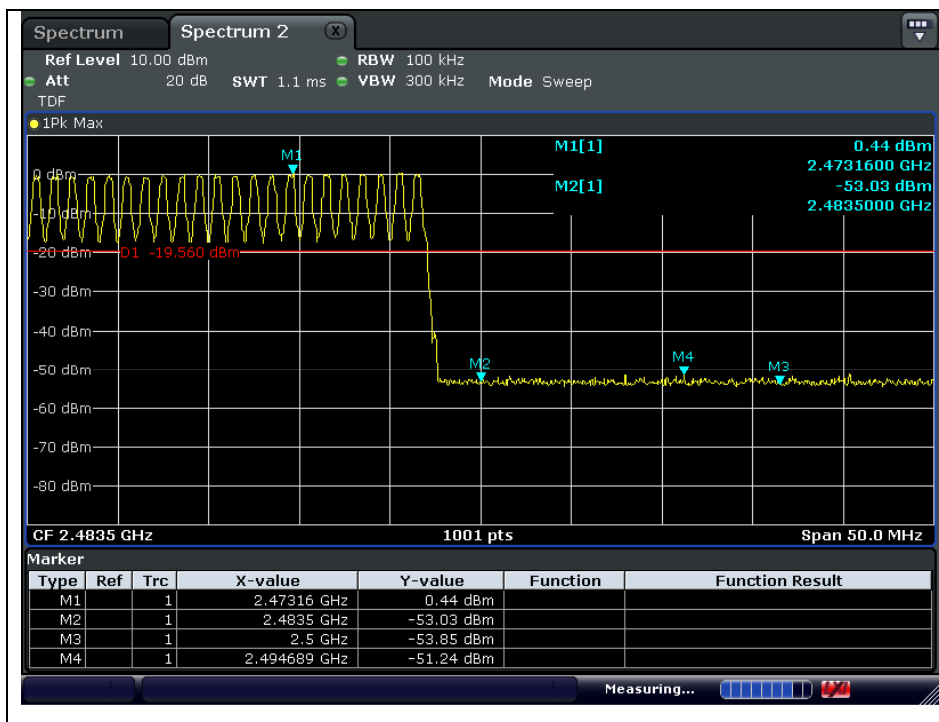 Spectrum Spectrum 2 X
Ref Level 10.00 dBm RBW 100 kHz
Att 20 dB SWT 1.1 ms VBW 300 kHz Mode Sweep
TDF
1Pk Max
M1[1] 0.44 dBm
2.4731600 GHz
M2[1] -53.03 dBm
2.4835000 GHz
M1
0 dBm
-10 dBm
-20 dBm
D1 -19.560 dBm
-30 dBm
-40 dBm
-50 dBm
M2
M4
M3
-60 dBm
-70 dBm
-80 dBm
CF 2.4835 GHz 1001 pts Span 50.0 MHz
Marker
Type Ref Trc X-value Y-value Function Function Result
M1 1 2.47316 GHz 0.44 dBm
M2 1 2.4835 GHz -53.03 dBm
M3 1 2.5 GHz -53.85 dBm
M4 1 2.494689 GHz -51.24 dBm
Measuring...